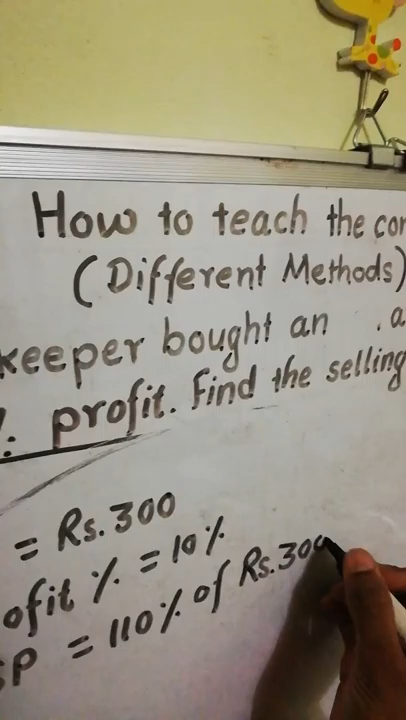 How to teach the
(Different Methods)
keeper bought an
profit. Find the selling
= Rs. 300
ofit % = 10%
SP = 110% of Rs. 300